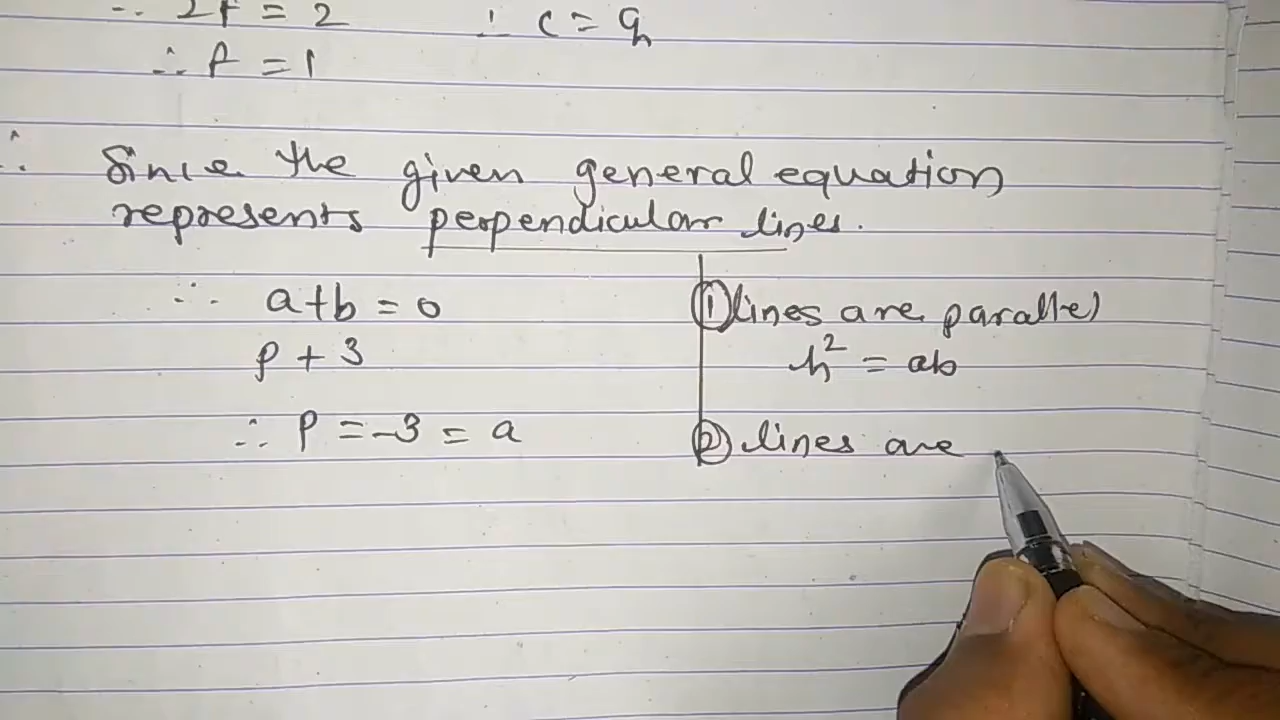 ∴ 2f = 2
∴ c = q
∴ f = 1
∴ Since the given general equation
represents perpendicular lines.
∴ a+b = 0
p + 3
∴ p = -3 = a
① lines are parallel
h² = ab
② lines are